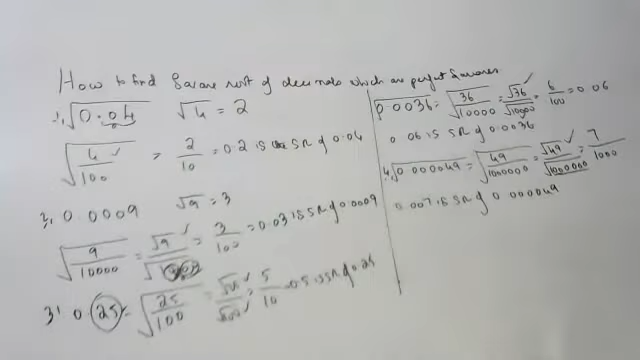 How to find Square root of decimals which are perfect Squares
1, √0.04 √4 = 2
√4/100 = 2/10 = 0.2 is SR of 0.04
2, 0.0009 √9 = 3
√9/10000 = √9/√10000 = 3/100 = 0.03 is SR of 0.0009
3' 0.25 = √25/100 = √25/√100 = 5/10 = 0.5 is SR of 0.25
√0.0036 = √36/10000 = √36/√10000 = 6/100 = 0.06
0.06 is SR of 0.0036
4, √0.000049 = √49/1000000 = √49/√1000000 = 7/1000
0.007 is SR of 0.000049